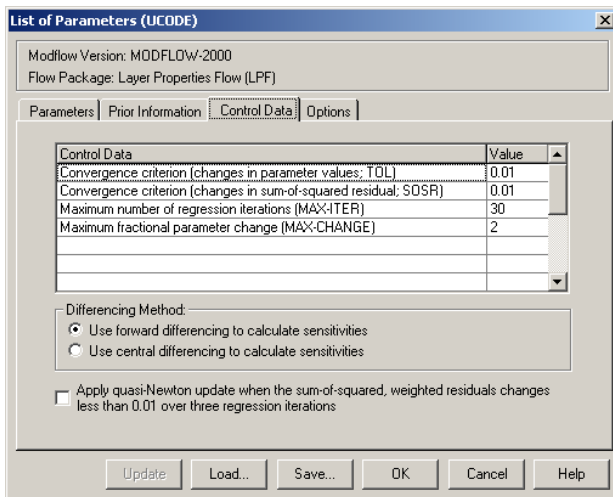 List of Parameters (UCODE)
Modflow Version: MODFLOW-2000
Flow Package: Layer Properties Flow (LPF)
Parameters Prior Information Control Data Options
Control Data Value
Convergence criterion (changes in parameter values; TOL) 0.01
Convergence criterion (changes in sum-of-squared residual; SOSR) 0.01
Maximum number of regression iterations (MAX-ITER) 30
Maximum fractional parameter change (MAX-CHANGE) 2
Differencing Method:
Use forward differencing to calculate sensitivities
Use central differencing to calculate sensitivities
Apply quasi-Newton update when the sum-of-squared, weighted residuals changes
less than 0.01 over three regression iterations
Update Load... Save... OK Cancel Help